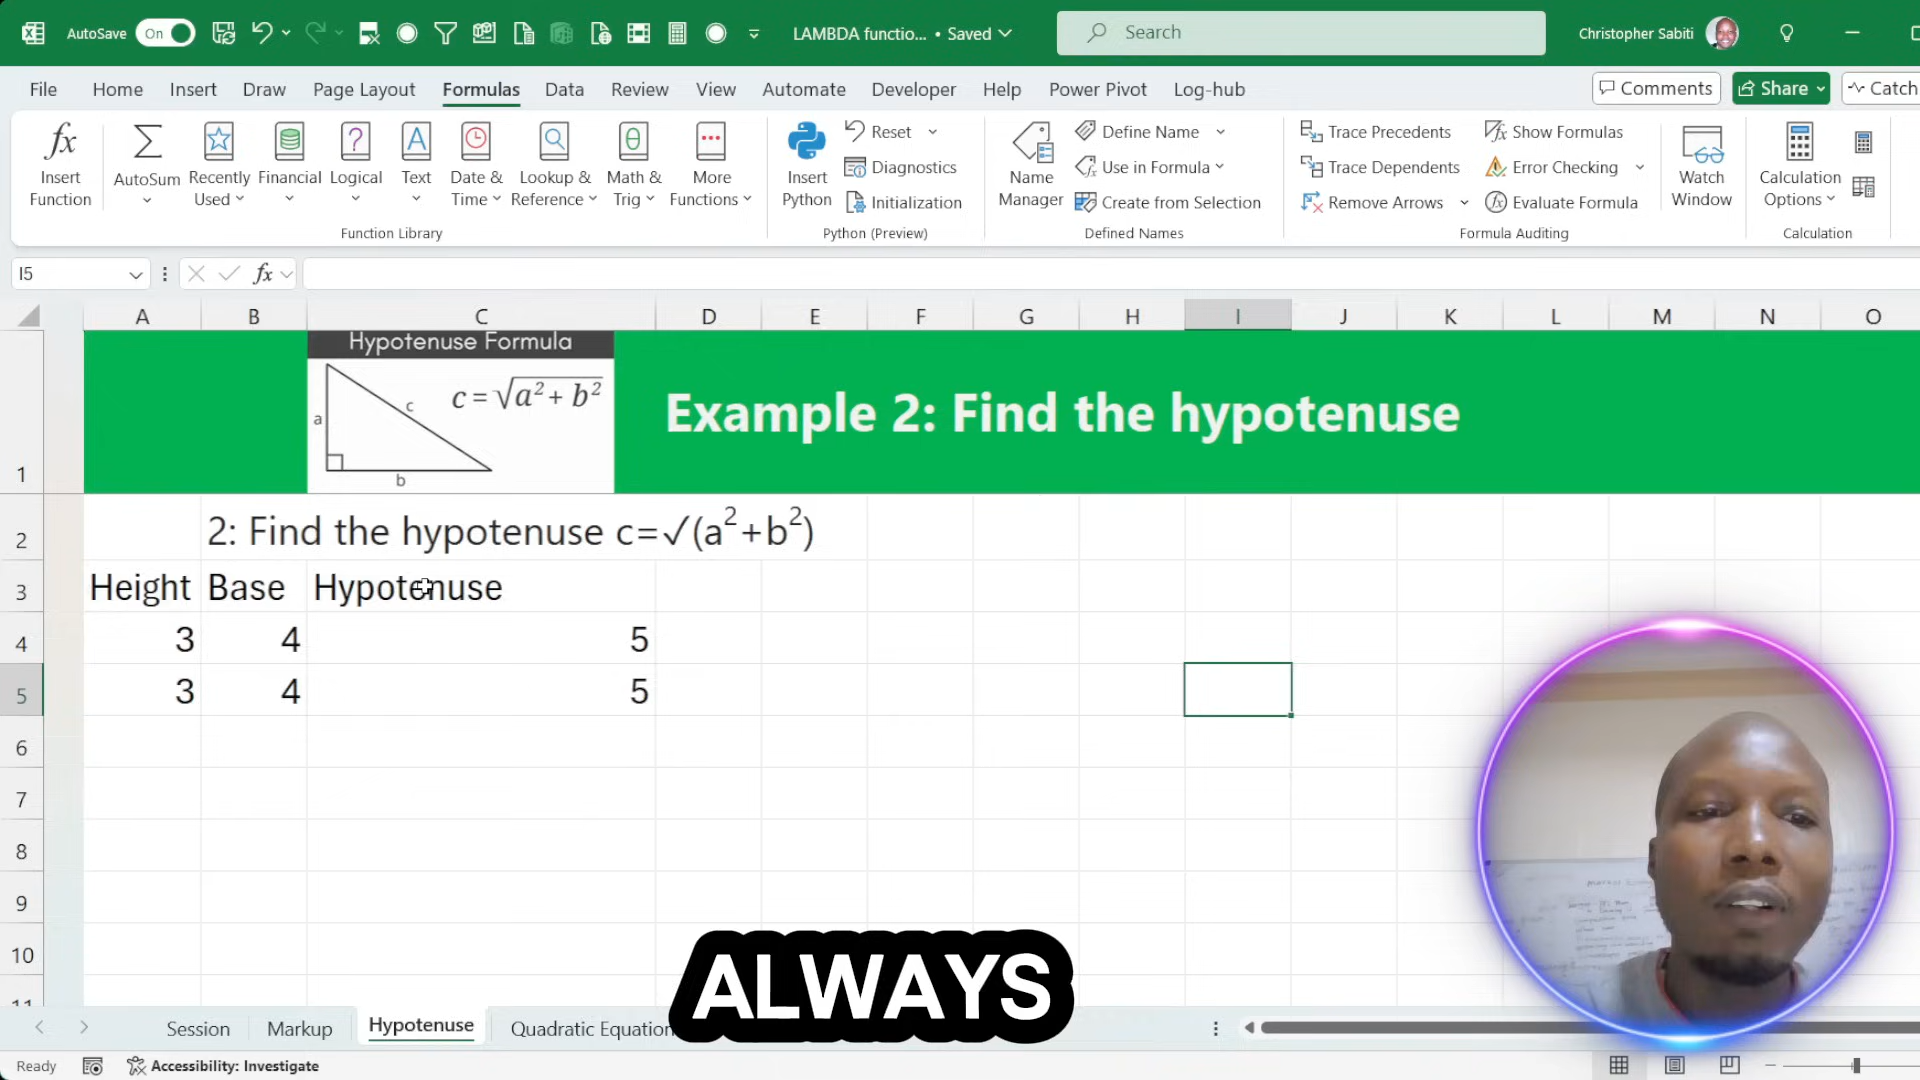 AutoSave On LAMBDA functio... • Saved Search Christopher Sabiti
File Home Insert Draw Page Layout Formulas Data Review View Automate Developer Help Power Pivot Log-hub Comments Share Catch
fx Insert Function
AutoSum
Recently Used
Financial
Logical
Text
Date & Time
Lookup & Reference
Math & Trig
More Functions
Function Library
Insert Python
Reset
Diagnostics
Initialization
Python (Preview)
Name Manager
Define Name
Use in Formula
Create from Selection
Defined Names
Trace Precedents
Trace Dependents
Remove Arrows
Show Formulas
Error Checking
Evaluate Formula
Formula Auditing
Watch Window
Calculation Options
Calculation
I5 fx
A B C D E F G H I J K L M N O
Hypotenuse Formula
c = √a² + b²
a
c
b
1 Example 2: Find the hypotenuse
2 2: Find the hypotenuse c=✓(a²+b²)
3 Height Base Hypotenuse
4 3 4 5
5 3 4 5
6
7
8
9
10
11
ALWAYS
Session Markup Hypotenuse Quadratic Equation
Ready Accessibility: Investigate